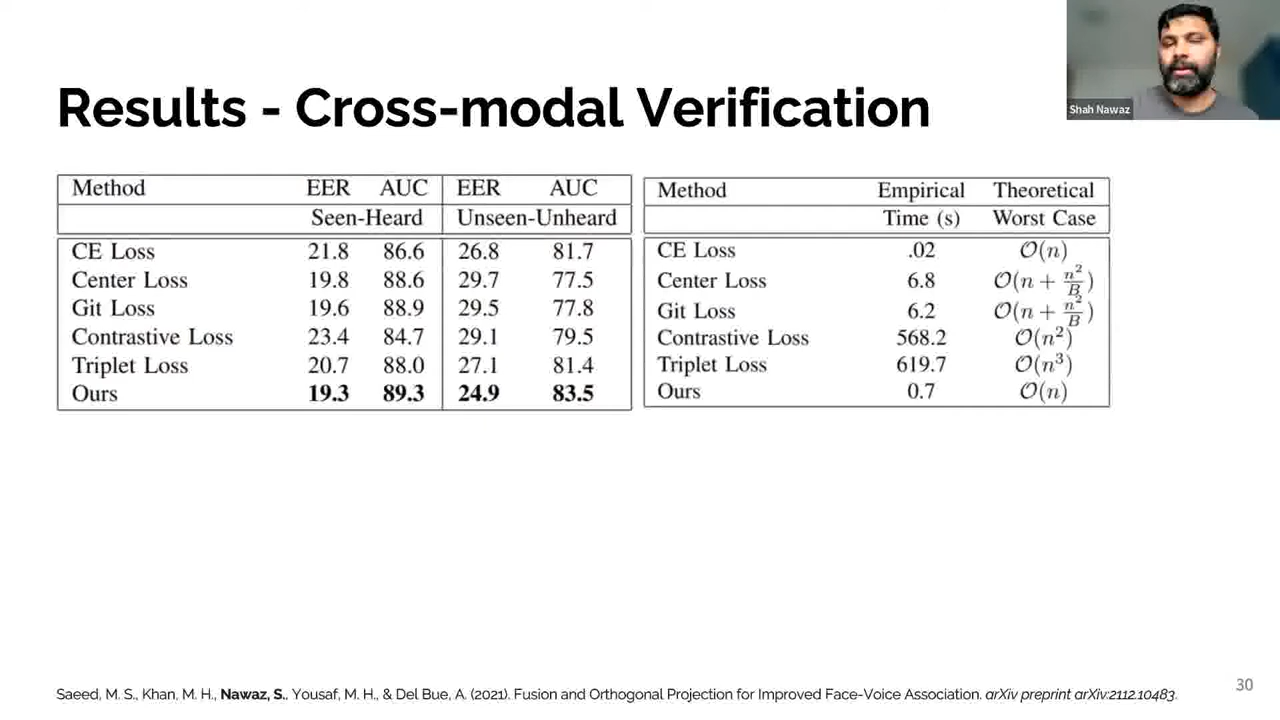 Shah Nawaz
Results - Cross-modal Verification
Method EER AUC EER AUC
Seen-Heard Unseen-Unheard
CE Loss 21.8 86.6 26.8 81.7
Center Loss 19.8 88.6 29.7 77.5
Git Loss 19.6 88.9 29.5 77.8
Contrastive Loss 23.4 84.7 29.1 79.5
Triplet Loss 20.7 88.0 27.1 81.4
Ours 19.3 89.3 24.9 83.5
Method Empirical Theoretical
Time (s) Worst Case
CE Loss .02 O(n)
Center Loss 6.8 O(n + n²/B)
Git Loss 6.2 O(n + n²/B)
Contrastive Loss 568.2 O(n²)
Triplet Loss 619.7 O(n³)
Ours 0.7 O(n)
Saeed, M. S., Khan, M. H., Nawaz, S., Yousaf, M. H., & Del Bue, A. (2021). Fusion and Orthogonal Projection for Improved Face-Voice Association. arXiv preprint arXiv:2112.10483.
30